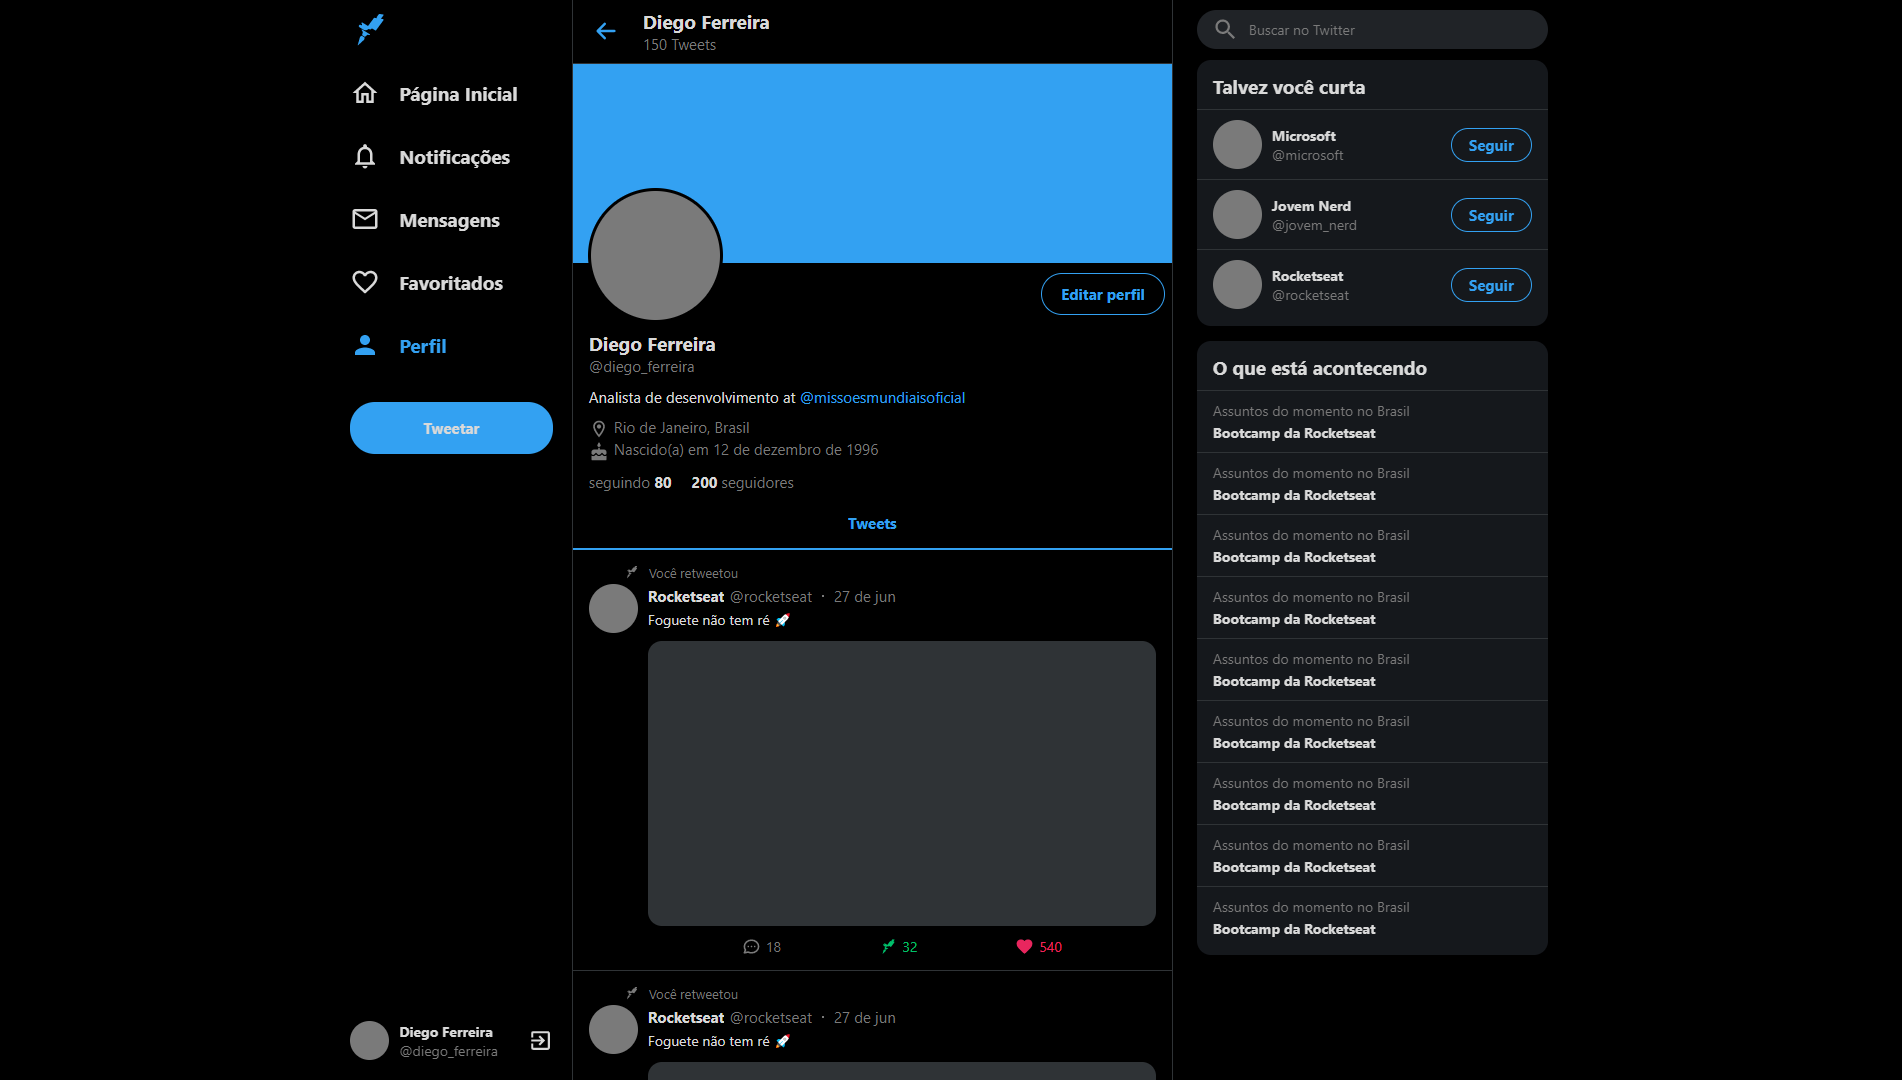 Página Inicial
Notificações
Mensagens
Favoritados
Perfil
Tweetar
Diego Ferreira
@diego_ferreira
Diego Ferreira
150 Tweets
Editar perfil
Diego Ferreira
@diego_ferreira
Analista de desenvolvimento at @missoesmundiaisoficial
Rio de Janeiro, Brasil
Nascido(a) em 12 de dezembro de 1996
seguindo 80 200 seguidores
Tweets
Você retweetou
Rocketseat @rocketseat · 27 de jun
Foguete não tem ré 🚀
18 32 540
Você retweetou
Rocketseat @rocketseat · 27 de jun
Foguete não tem ré 🚀
Buscar no Twitter
Talvez você curta
Microsoft
@microsoft
Seguir
Jovem Nerd
@jovem_nerd
Seguir
Rocketseat
@rocketseat
Seguir
O que está acontecendo
Assuntos do momento no Brasil
Bootcamp da Rocketseat
Assuntos do momento no Brasil
Bootcamp da Rocketseat
Assuntos do momento no Brasil
Bootcamp da Rocketseat
Assuntos do momento no Brasil
Bootcamp da Rocketseat
Assuntos do momento no Brasil
Bootcamp da Rocketseat
Assuntos do momento no Brasil
Bootcamp da Rocketseat
Assuntos do momento no Brasil
Bootcamp da Rocketseat
Assuntos do momento no Brasil
Bootcamp da Rocketseat
Assuntos do momento no Brasil
Bootcamp da Rocketseat